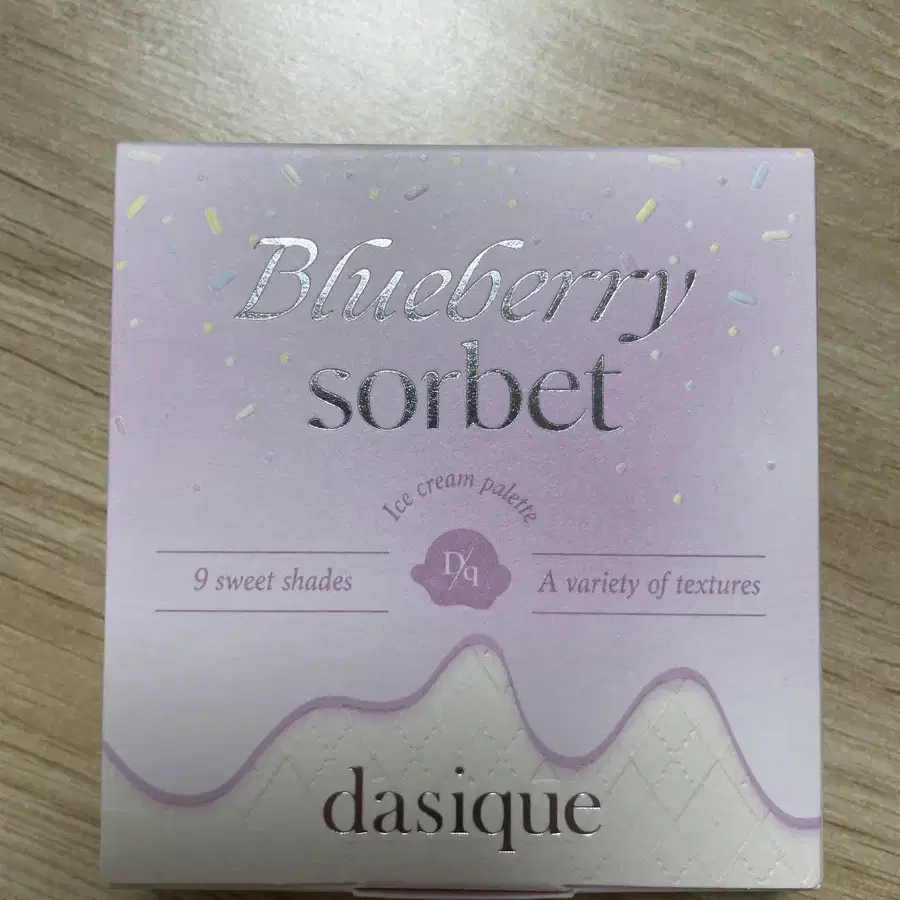 Blueberry
sorbet
Ice cream palette
9 sweet shades
D/q
A variety of textures
dasique